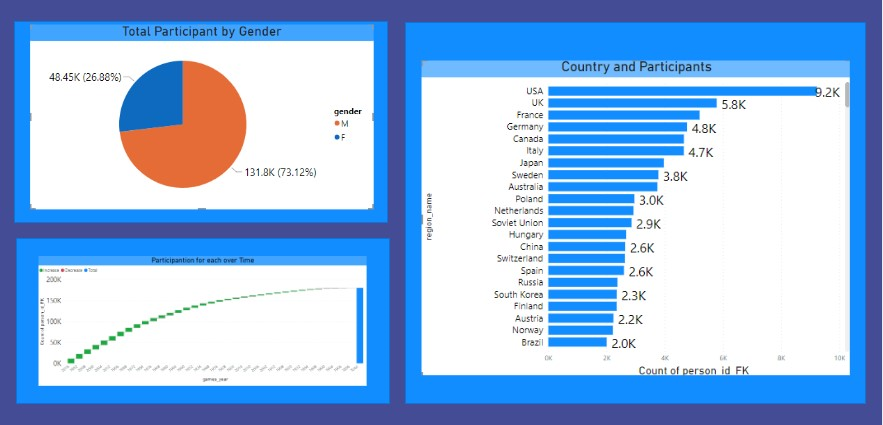 Total Participant by Gender
48.45K (26.88%)
gender
M
F
131.8K (73.12%)
Participantion for each over Time
Increase Decrease Total
200K
150K
100K
50K
0K
games_year
Country and Participants
region_name
USA 9.2K
UK 5.8K
France
Germany 4.8K
Canada
Italy 4.7K
Japan
Sweden 3.8K
Australia
Poland 3.0K
Netherlands
Soviet Union 2.9K
Hungary
China 2.6K
Switzerland
Spain 2.6K
Russia
South Korea 2.3K
Finland
Austria 2.2K
Norway
Brazil 2.0K
0K 2K 4K 6K 8K 10K
Count of person_id_FK